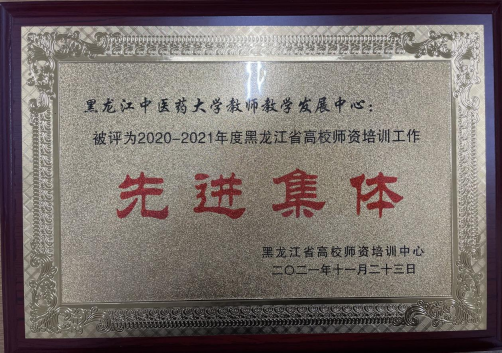 黑龙江中医药大学教师教学发展中心：
被评为2020-2021年度黑龙江省高校师资培训工作
先进集体
黑龙江省高校师资培训中心
二〇二一年十一月二十三日